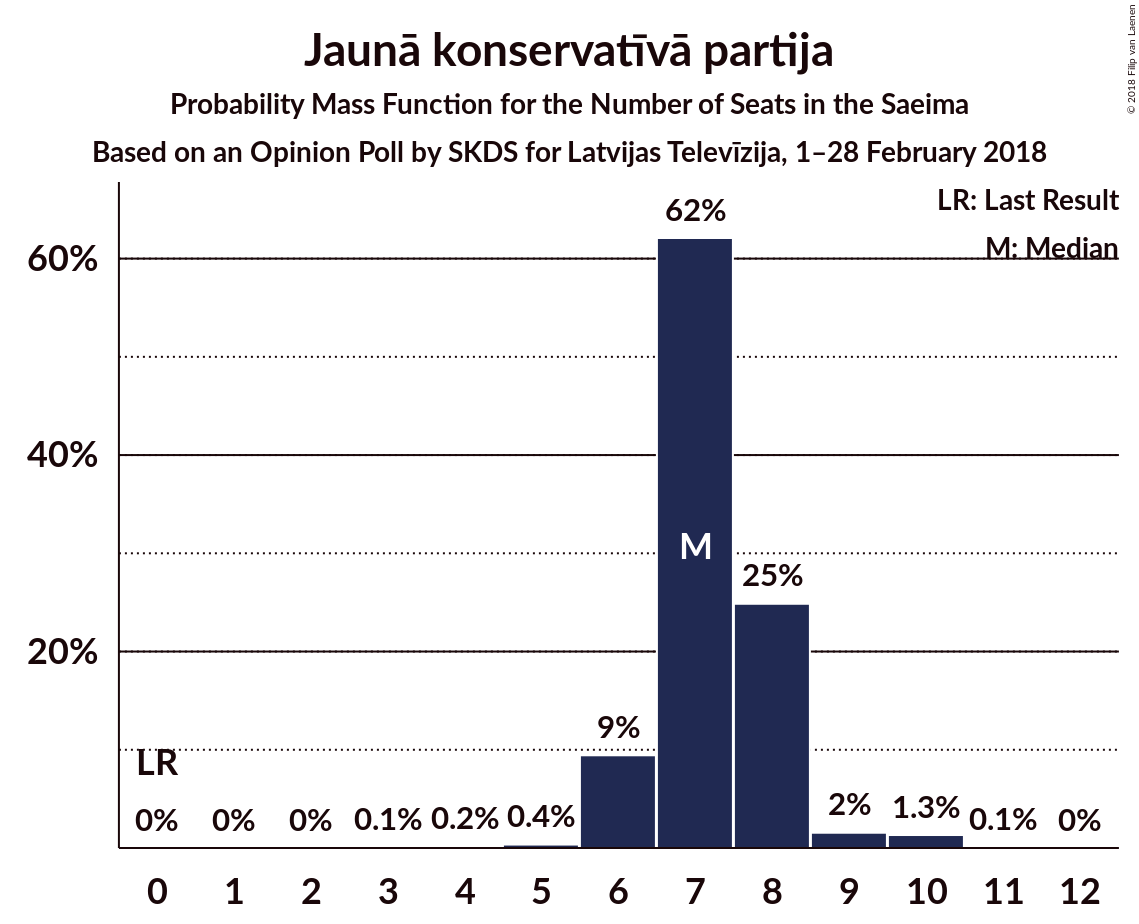 Jaunā konservatīvā partija
Probability Mass Function for the Number of Seats in the Saeima
Based on an Opinion Poll by SKDS for Latvijas Televīzija, 1–28 February 2018
© 2018 Filip van Laenen
LR: Last Result
M: Median
62%
60%
40%
M
25%
20%
9%
LR
0% 0% 0% 0.1% 0.2% 0.4% 2% 1.3% 0.1% 0%
0 1 2 3 4 5 6 7 8 9 10 11 12